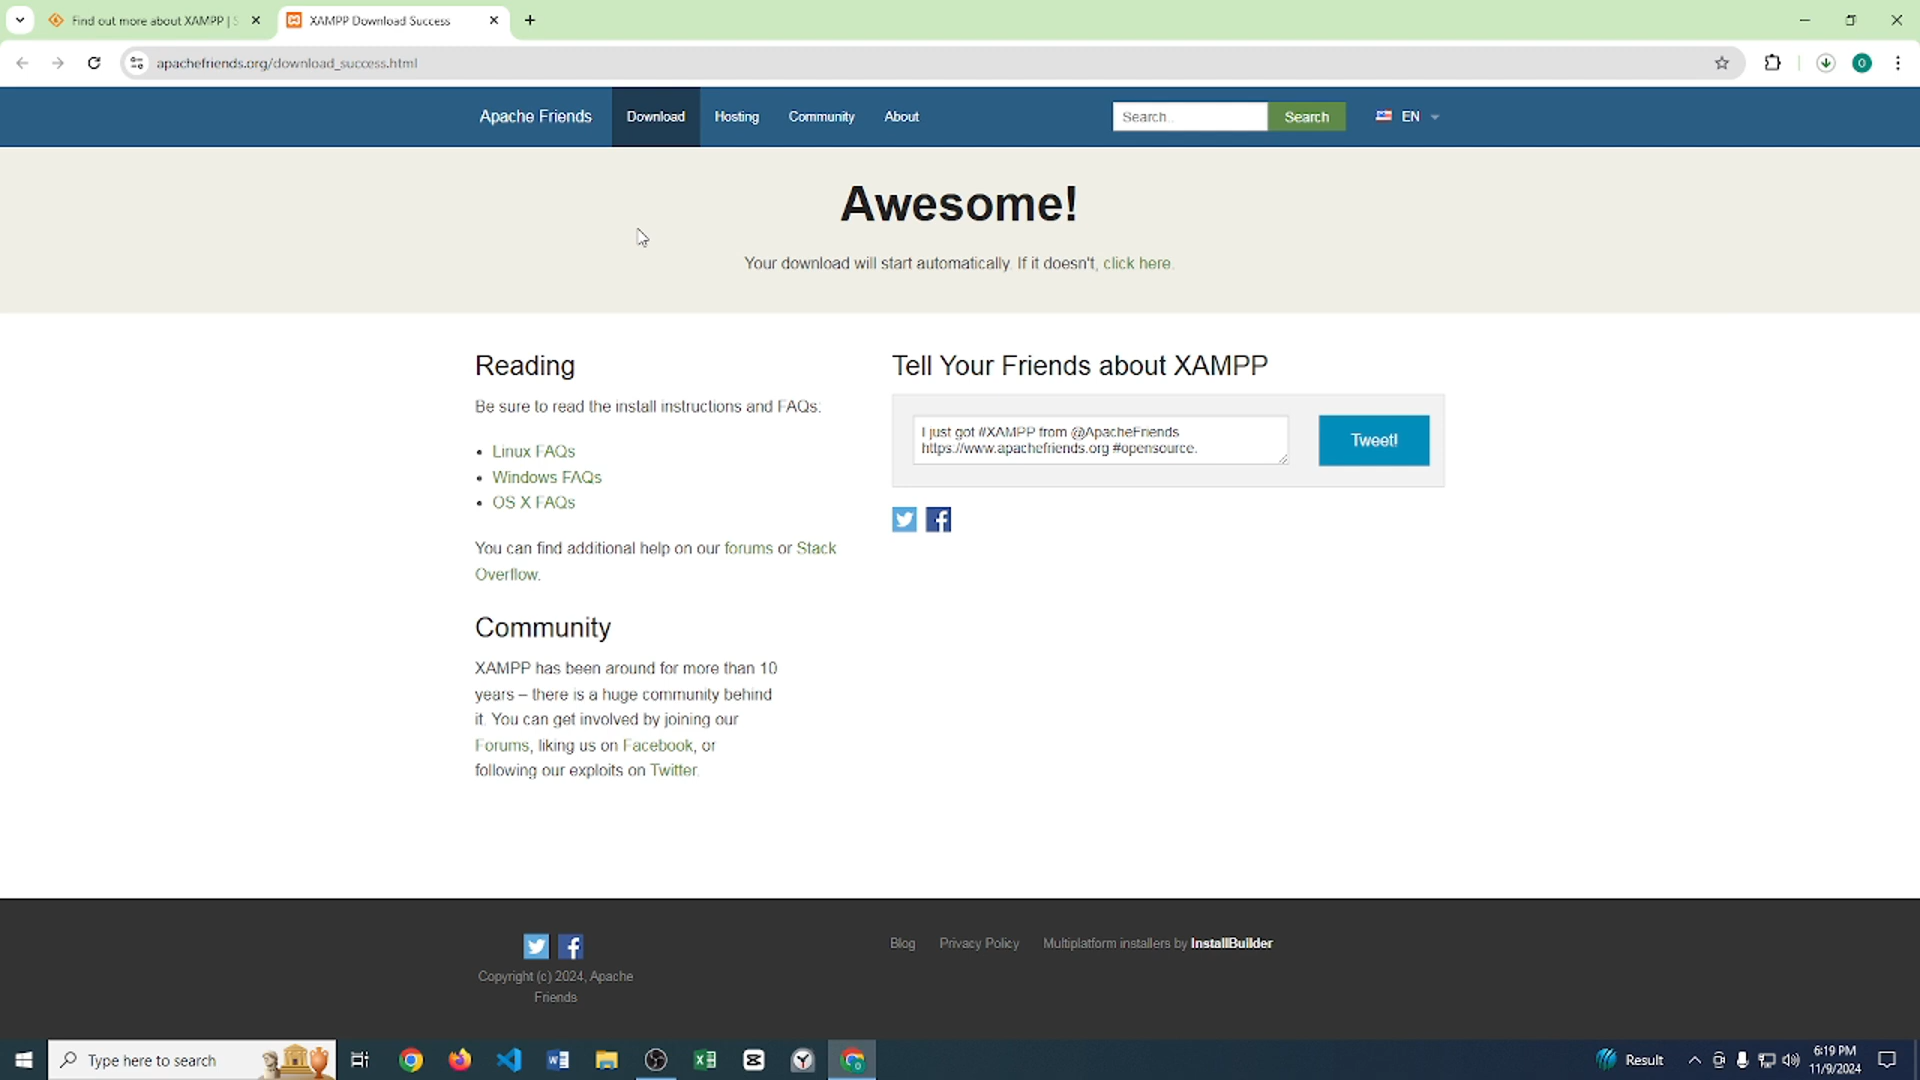 Find out more about XAMPP | S
XAMPP Download Success
apachefriends.org/download_success.html
Apache Friends
Download
Hosting
Community
About
Search...
Search
EN
Awesome!
Your download will start automatically. If it doesn't, click here.
Reading
Be sure to read the install instructions and FAQs:
Linux FAQs
Windows FAQs
OS X FAQs
You can find additional help on our forums or Stack
Overflow.
Community
XAMPP has been around for more than 10
years – there is a huge community behind
it. You can get involved by joining our
Forums, liking us on Facebook, or
following our exploits on Twitter.
Tell Your Friends about XAMPP
I just got #XAMPP from @ApacheFriends
https://www.apachefriends.org #opensource.
Tweet!
Copyright (c) 2024, Apache
Friends
Blog
Privacy Policy
Multiplatform installers by InstallBuilder
Type here to search
Result
6:19 PM
11/9/2024